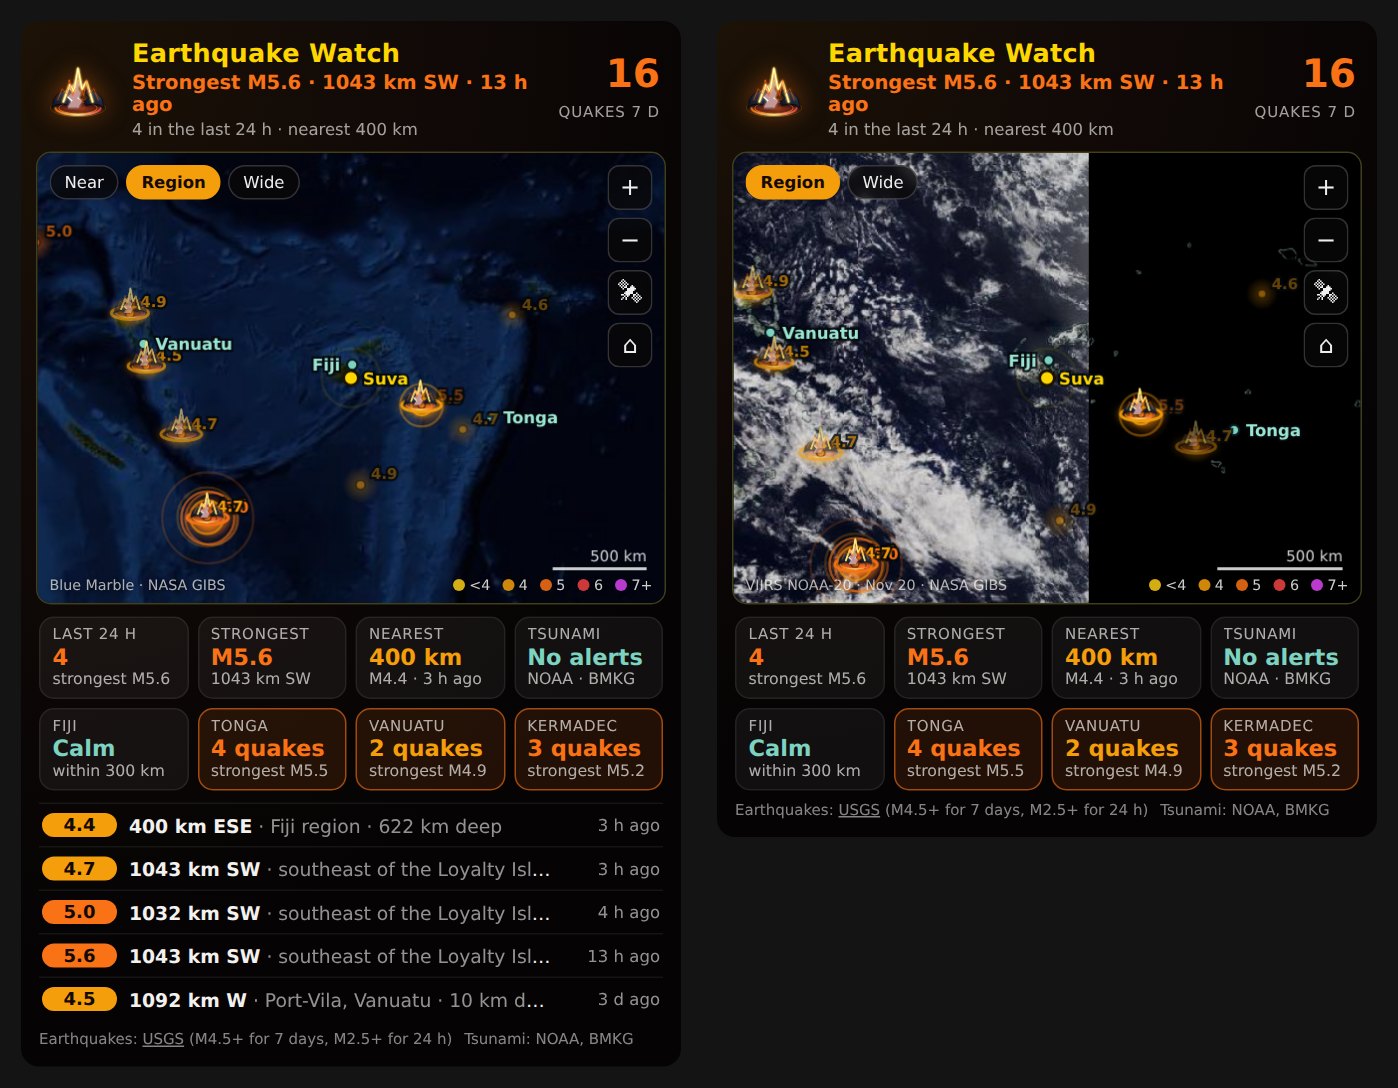 Earthquake Watch
Strongest M5.6 · 1043 km SW · 13 h
ago
4 in the last 24 h · nearest 400 km
16
QUAKES 7 D
Near
Region
Wide
+
−
⌂
5.0
4.9
4.6
Vanuatu
4.5
Fiji
Suva
5.5
4.7
Tonga
4.7
4.9
4.7
500 km
Blue Marble · NASA GIBS
<4
4
5
6
7+
LAST 24 H
4
strongest M5.6
STRONGEST
M5.6
1043 km SW
NEAREST
400 km
M4.4 · 3 h ago
TSUNAMI
No alerts
NOAA · BMKG
FIJI
Calm
within 300 km
TONGA
4 quakes
strongest M5.5
VANUATU
2 quakes
strongest M4.9
KERMADEC
3 quakes
strongest M5.2
4.4 400 km ESE · Fiji region · 622 km deep 3 h ago
4.7 1043 km SW · southeast of the Loyalty Isl... 3 h ago
5.0 1032 km SW · southeast of the Loyalty Isl... 4 h ago
5.6 1043 km SW · southeast of the Loyalty Isl... 13 h ago
4.5 1092 km W · Port-Vila, Vanuatu · 10 km d... 3 d ago
Earthquakes: USGS (M4.5+ for 7 days, M2.5+ for 24 h) Tsunami: NOAA, BMKG
Earthquake Watch
Strongest M5.6 · 1043 km SW · 13 h
ago
4 in the last 24 h · nearest 400 km
16
QUAKES 7 D
Region
Wide
+
−
⌂
4.9
4.6
Vanuatu
4.5
Fiji
Suva
5.5
4.7
Tonga
4.7
4.9
4.7
500 km
VIIRS NOAA-20 · Nov 20 · NASA GIBS
<4
4
5
6
7+
LAST 24 H
4
strongest M5.6
STRONGEST
M5.6
1043 km SW
NEAREST
400 km
M4.4 · 3 h ago
TSUNAMI
No alerts
NOAA · BMKG
FIJI
Calm
within 300 km
TONGA
4 quakes
strongest M5.5
VANUATU
2 quakes
strongest M4.9
KERMADEC
3 quakes
strongest M5.2
Earthquakes: USGS (M4.5+ for 7 days, M2.5+ for 24 h) Tsunami: NOAA, BMKG